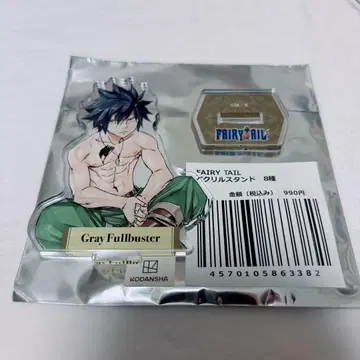 FAIRY TAIL
FAIRY TAIL
アクリルスタンド 8種
金額(税込み) 990円
4570105863382
Gray Fullbuster
KODANSHA